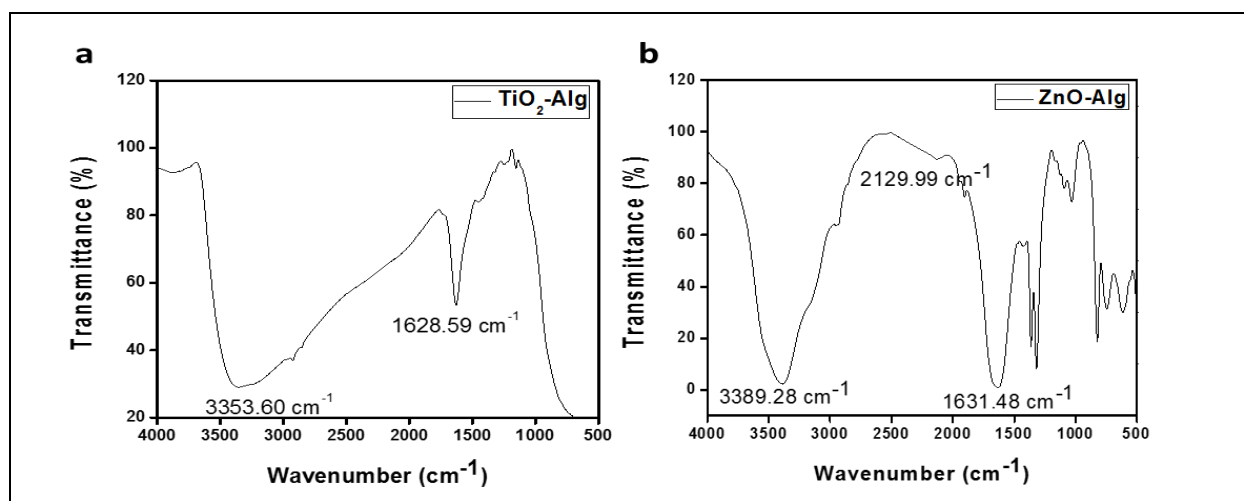 a
TiO₂-Alg
Transmittance (%)
120
100
80
60
40
20
1628.59 cm⁻¹
3353.60 cm⁻¹
4000 3500 3000 2500 2000 1500 1000 500
Wavenumber (cm⁻¹)
b
ZnO-Alg
Transmittance (%)
120
100
80
60
40
20
0
2129.99 cm⁻¹
3389.28 cm⁻¹
1631.48 cm⁻¹
4000 3500 3000 2500 2000 1500 1000 500
Wavenumber (cm⁻¹)